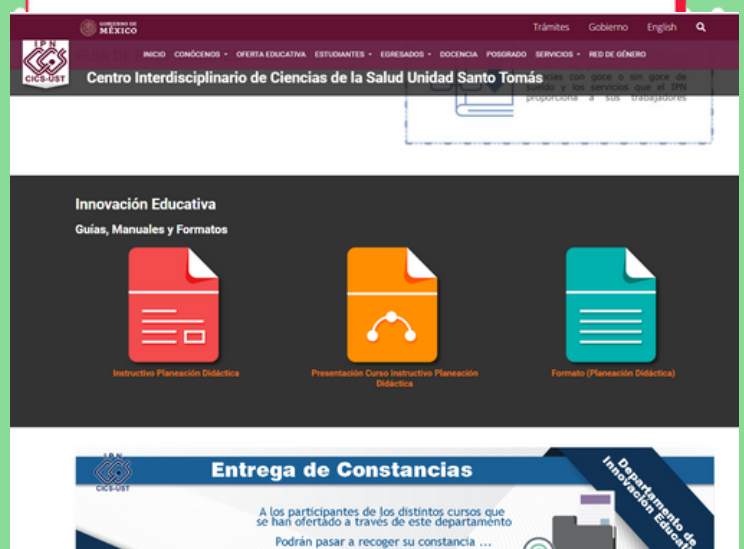 GOBIERNO DE
MÉXICO
Trámites Gobierno English
IPN
CICS-UST
INICIO CONÓCENOS OFERTA EDUCATIVA ESTUDIANTES EGRESADOS DOCENCIA POSGRADO SERVICIOS RED DE GÉNERO
Centro Interdisciplinario de Ciencias de la Salud Unidad Santo Tomás
con goce o sin goce de
sueldo y los servicios que el IPN
proporciona a sus trabajadores
Innovación Educativa
Guías, Manuales y Formatos
Instructivo Planeación Didáctica
Presentación Curso Instructivo Planeación
Didáctica
Formato (Planeación Didáctica)
IPN
CICS-UST
Entrega de Constancias
Departamento de
Innovación
A los participantes de los distintos cursos que
se han ofertado a través de este departamento
Podrán pasar a recoger su constancia ...